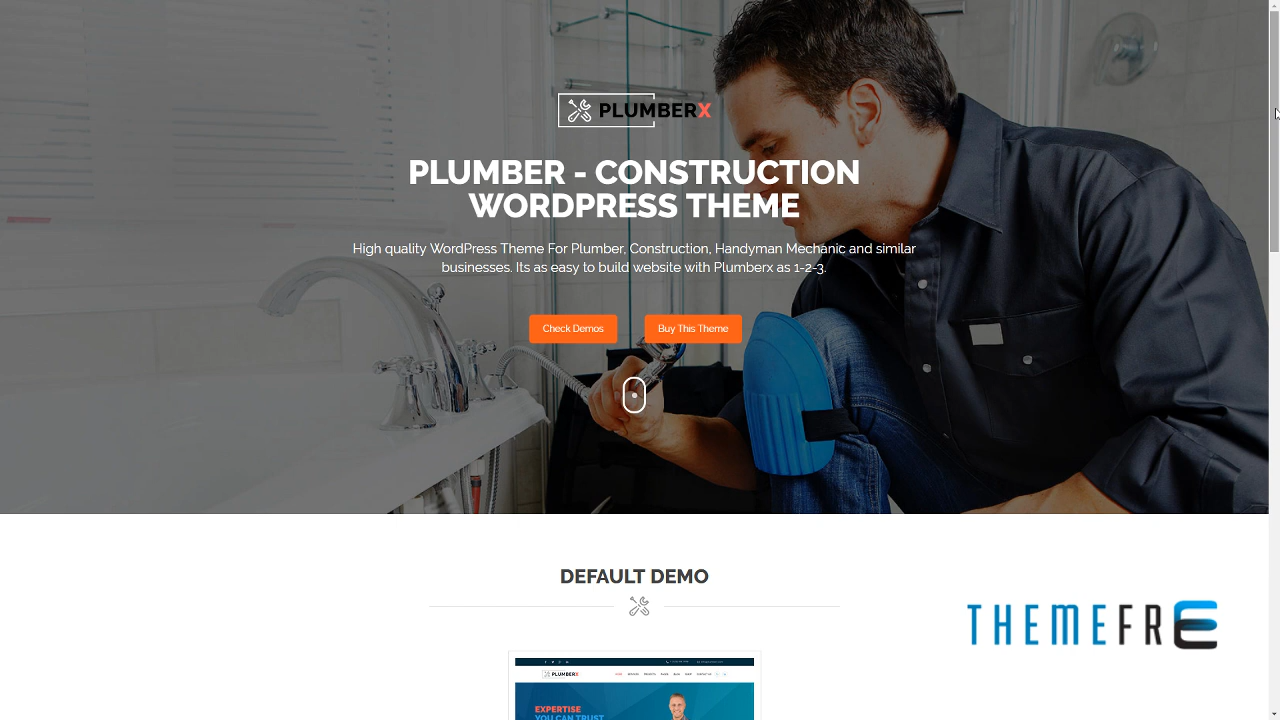 PLUMBERX
PLUMBER - CONSTRUCTION
WORDPRESS THEME
High quality WordPress Theme For Plumber, Construction, Handyman Mechanic and similar
businesses. Its as easy to build website with Plumberx as 1-2-3.
Check Demos
Buy This Theme
DEFAULT DEMO
THEMEFRE
PLUMBERX
EXPERTISE
YOU CAN TRUST